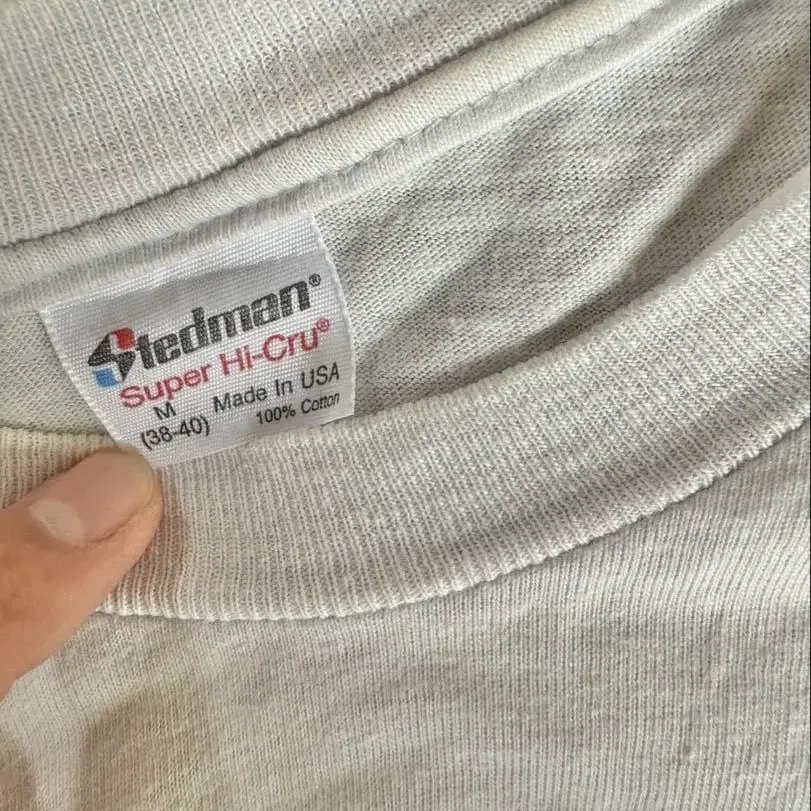 Stedman®
Super Hi-Cru®
M Made In USA
(38-40) 100% Cotton